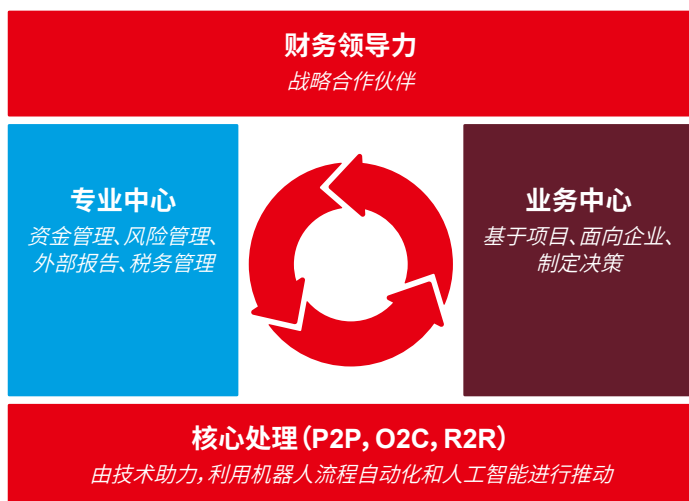 财务领导力
战略合作伙伴
专业中心
资金管理、风险管理、
外部报告、税务管理
业务中心
基于项目、面向企业、
制定决策
核心处理(P2P, O2C, R2R)
由技术助力,利用机器人流程自动化和人工智能进行推动